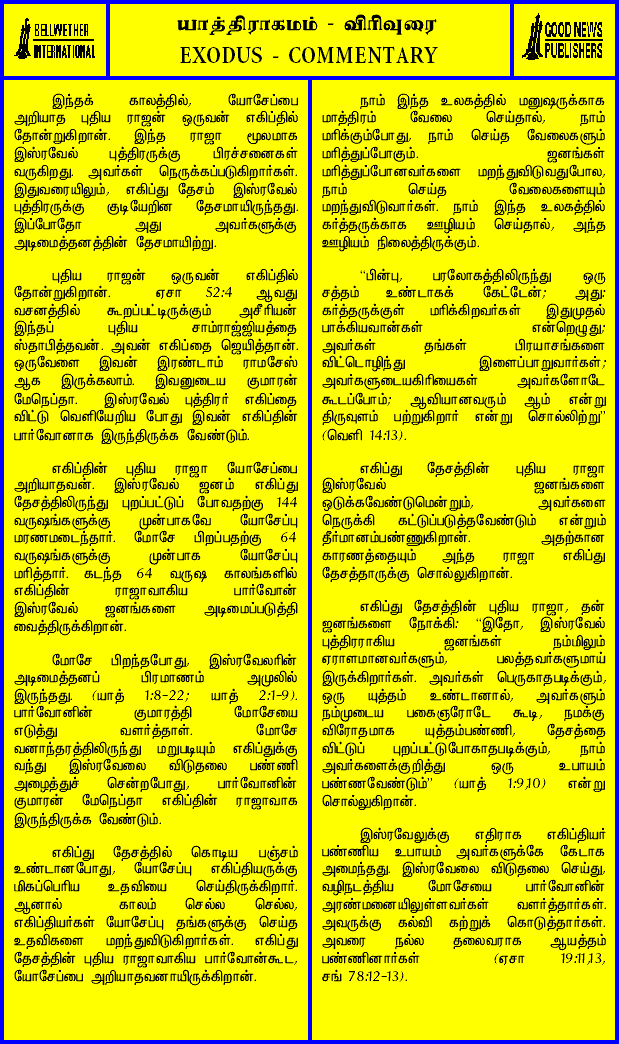 BELLWETHER
INTERNATIONAL
யாத்திராகமம் - விரிவுரை
EXODUS - COMMENTARY
GOOD NEWS
PUBLISHERS
இந்தக் காலத்தில், யோசேப்பை
அறியாத புதிய ராஜன் ஒருவன் எகிப்தில்
தோன்றுகிறான். இந்த ராஜா மூலமாக
இஸ்ரவேல் புத்திரருக்கு பிரச்சனைகள்
வருகிறது. அவர்கள் நெருக்கப்படுகிறார்கள்.
இதுவரையிலும், எகிப்து தேசம் இஸ்ரவேல்
புத்திரருக்கு குடியேறின தேசமாயிருந்தது.
இப்போதோ அது அவர்களுக்கு
அடிமைத்தனத்தின் தேசமாயிற்று.
புதிய ராஜன் ஒருவன் எகிப்தில்
தோன்றுகிறான். ஏசா 52:4 ஆவது
வசனத்தில் கூறப்பட்டிருக்கும் அசீரியன்
இந்தப் புதிய சாம்ராஜ்ஜியத்தை
ஸ்தாபித்தவன். அவன் எகிப்தை ஜெயித்தான்.
ஒருவேளை இவன் இரண்டாம் ராமசேஸ்
ஆக இருக்கலாம். இவனுடைய குமாரன்
மேநெப்தா. இஸ்ரவேல் புத்திரர் எகிப்தை
விட்டு வெளியேறிய போது இவன் எகிப்தின்
பார்வோனாக இருந்திருக்க வேண்டும்.
எகிப்தின் புதிய ராஜா யோசேப்பை
அறியாதவன். இஸ்ரவேல் ஜனம் எகிப்து
தேசத்திலிருந்து புறப்பட்டுப் போவதற்கு 144
வருஷங்களுக்கு முன்பாகவே யோசேப்பு
மரணமடைந்தார். மோசே பிறப்பதற்கு 64
வருஷங்களுக்கு முன்பாக யோசேப்பு
மரித்தார். கடந்த 64 வருஷ காலங்களில்
எகிப்தின் ராஜாவாகிய பார்வோன்
இஸ்ரவேல் ஜனங்களை அடிமைப்படுத்தி
வைத்திருக்கிறான்.
மோசே பிறந்தபோது, இஸ்ரவேலரின்
அடிமைத்தனப் பிரமாணம் அமுலில்
இருந்தது. (யாத் 1:8-22; யாத் 2:1-9).
பார்வோனின் குமாரத்தி மோசேயை
எடுத்து வளர்த்தாள். மோசே
வனாந்தரத்திலிருந்து மறுபடியும் எகிப்துக்கு
வந்து இஸ்ரவேலை விடுதலை பண்ணி
அழைத்துச் சென்றபோது, பார்வோனின்
குமாரன் மேநெப்தா எகிப்தின் ராஜாவாக
இருந்திருக்க வேண்டும்.
எகிப்து தேசத்தில் கொடிய பஞ்சம்
உண்டானபோது, யோசேப்பு எகிப்தியருக்கு
மிகப்பெரிய உதவியை செய்திருக்கிறார்.
ஆனால் காலம் செல்ல செல்ல,
எகிப்தியர்கள் யோசேப்பு தங்களுக்கு செய்த
உதவிகளை மறந்துவிடுகிறார்கள். எகிப்து
தேசத்தின் புதிய ராஜாவாகிய பார்வோன்கூட,
யோசேப்பை அறியாதவனாயிருக்கிறான்.
நாம் இந்த உலகத்தில் மனுஷருக்காக
மாத்திரம் வேலை செய்தால், நாம்
மரிக்கும்போது, நாம் செய்த வேலைகளும்
மரித்துப்போகும். ஜனங்கள்
மரித்துப்போனவர்களை மறந்துவிடுவதுபோல,
நாம் செய்த வேலைகளையும்
மறந்துவிடுவார்கள். நாம் இந்த உலகத்தில்
கர்த்தருக்காக ஊழியம் செய்தால், அந்த
ஊழியம் நிலைத்திருக்கும்.
“பின்பு, பரலோகத்திலிருந்து ஒரு
சத்தம் உண்டாகக் கேட்டேன்; அது:
கர்த்தருக்குள் மரிக்கிறவர்கள் இதுமுதல்
பாக்கியவான்கள் என்றெழுது;
அவர்கள் தங்கள் பிரயாசங்களை
விட்டொழிந்து இளைப்பாறுவார்கள்;
அவர்களுடையகிரியைகள் அவர்களோடே
கூடப்போம்; ஆவியானவரும் ஆம் என்று
திருவுளம் பற்றுகிறார் என்று சொல்லிற்று”
(வெளி 14:13).
எகிப்து தேசத்தின் புதிய ராஜா
இஸ்ரவேல் ஜனங்களை
ஒடுக்கவேண்டுமென்றும், அவர்களை
நெருக்கி கட்டுப்படுத்தவேண்டும் என்றும்
தீர்மானம்பண்ணுகிறான். அதற்கான
காரணத்தையும் அந்த ராஜா எகிப்து
தேசத்தாருக்கு சொல்லுகிறான்.
எகிப்து தேசத்தின் புதிய ராஜா, தன்
ஜனங்களை நோக்கி: “இதோ, இஸ்ரவேல்
புத்திரராகிய ஜனங்கள் நம்மிலும்
ஏராளமானவர்களும், பலத்தவர்களுமாய்
இருக்கிறார்கள். அவர்கள் பெருகாதபடிக்கும்,
ஒரு யுத்தம் உண்டானால், அவர்களும்
நம்முடைய பகைஞரோடே கூடி, நமக்கு
விரோதமாக யுத்தம்பண்ணி, தேசத்தை
விட்டுப் புறப்பட்டுபோகாதபடிக்கும், நாம்
அவர்களைக்குறித்து ஒரு உபாயம்
பண்ணவேண்டும்” (யாத் 1:9,10) என்று
சொல்லுகிறான்.
இஸ்ரவேலுக்கு எதிராக எகிப்தியர்
பண்ணிய உபாயம் அவர்களுக்கே கேடாக
அமைந்தது. இஸ்ரவேலை விடுதலை செய்து,
வழிநடத்திய மோசேயை பார்வோனின்
அரண்மனையிலுள்ளவர்கள் வளர்த்தார்கள்.
அவருக்கு கல்வி கற்றுக் கொடுத்தார்கள்.
அவரை நல்ல தலைவராக ஆயத்தம்
பண்ணினார்கள் (ஏசா 19:11,13,
சங் 78:12-13).